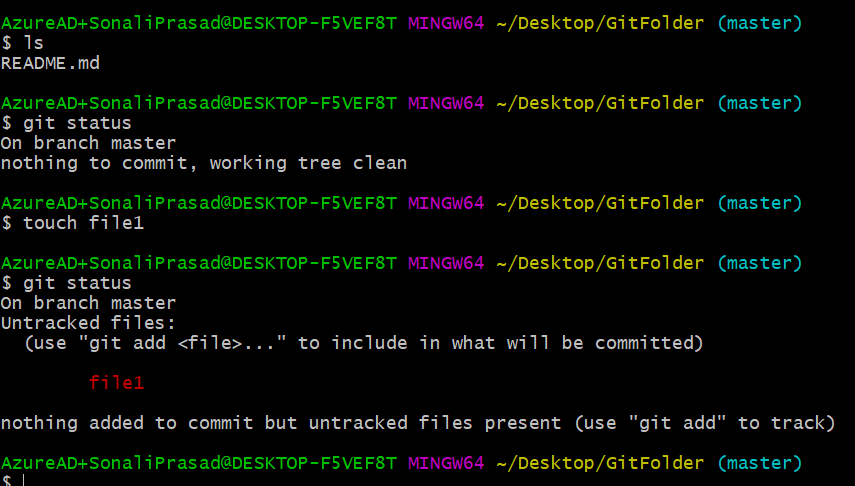 AzureAD+SonaliPrasad@DESKTOP-F5VEF8T MINGW64 ~/Desktop/GitFolder (master)
$ ls
README.md
AzureAD+SonaliPrasad@DESKTOP-F5VEF8T MINGW64 ~/Desktop/GitFolder (master)
$ git status
On branch master
nothing to commit, working tree clean
AzureAD+SonaliPrasad@DESKTOP-F5VEF8T MINGW64 ~/Desktop/GitFolder (master)
$ touch file1
AzureAD+SonaliPrasad@DESKTOP-F5VEF8T MINGW64 ~/Desktop/GitFolder (master)
$ git status
On branch master
Untracked files:
  (use "git add <file>..." to include in what will be committed)
        file1
nothing added to commit but untracked files present (use "git add" to track)
AzureAD+SonaliPrasad@DESKTOP-F5VEF8T MINGW64 ~/Desktop/GitFolder (master)
$